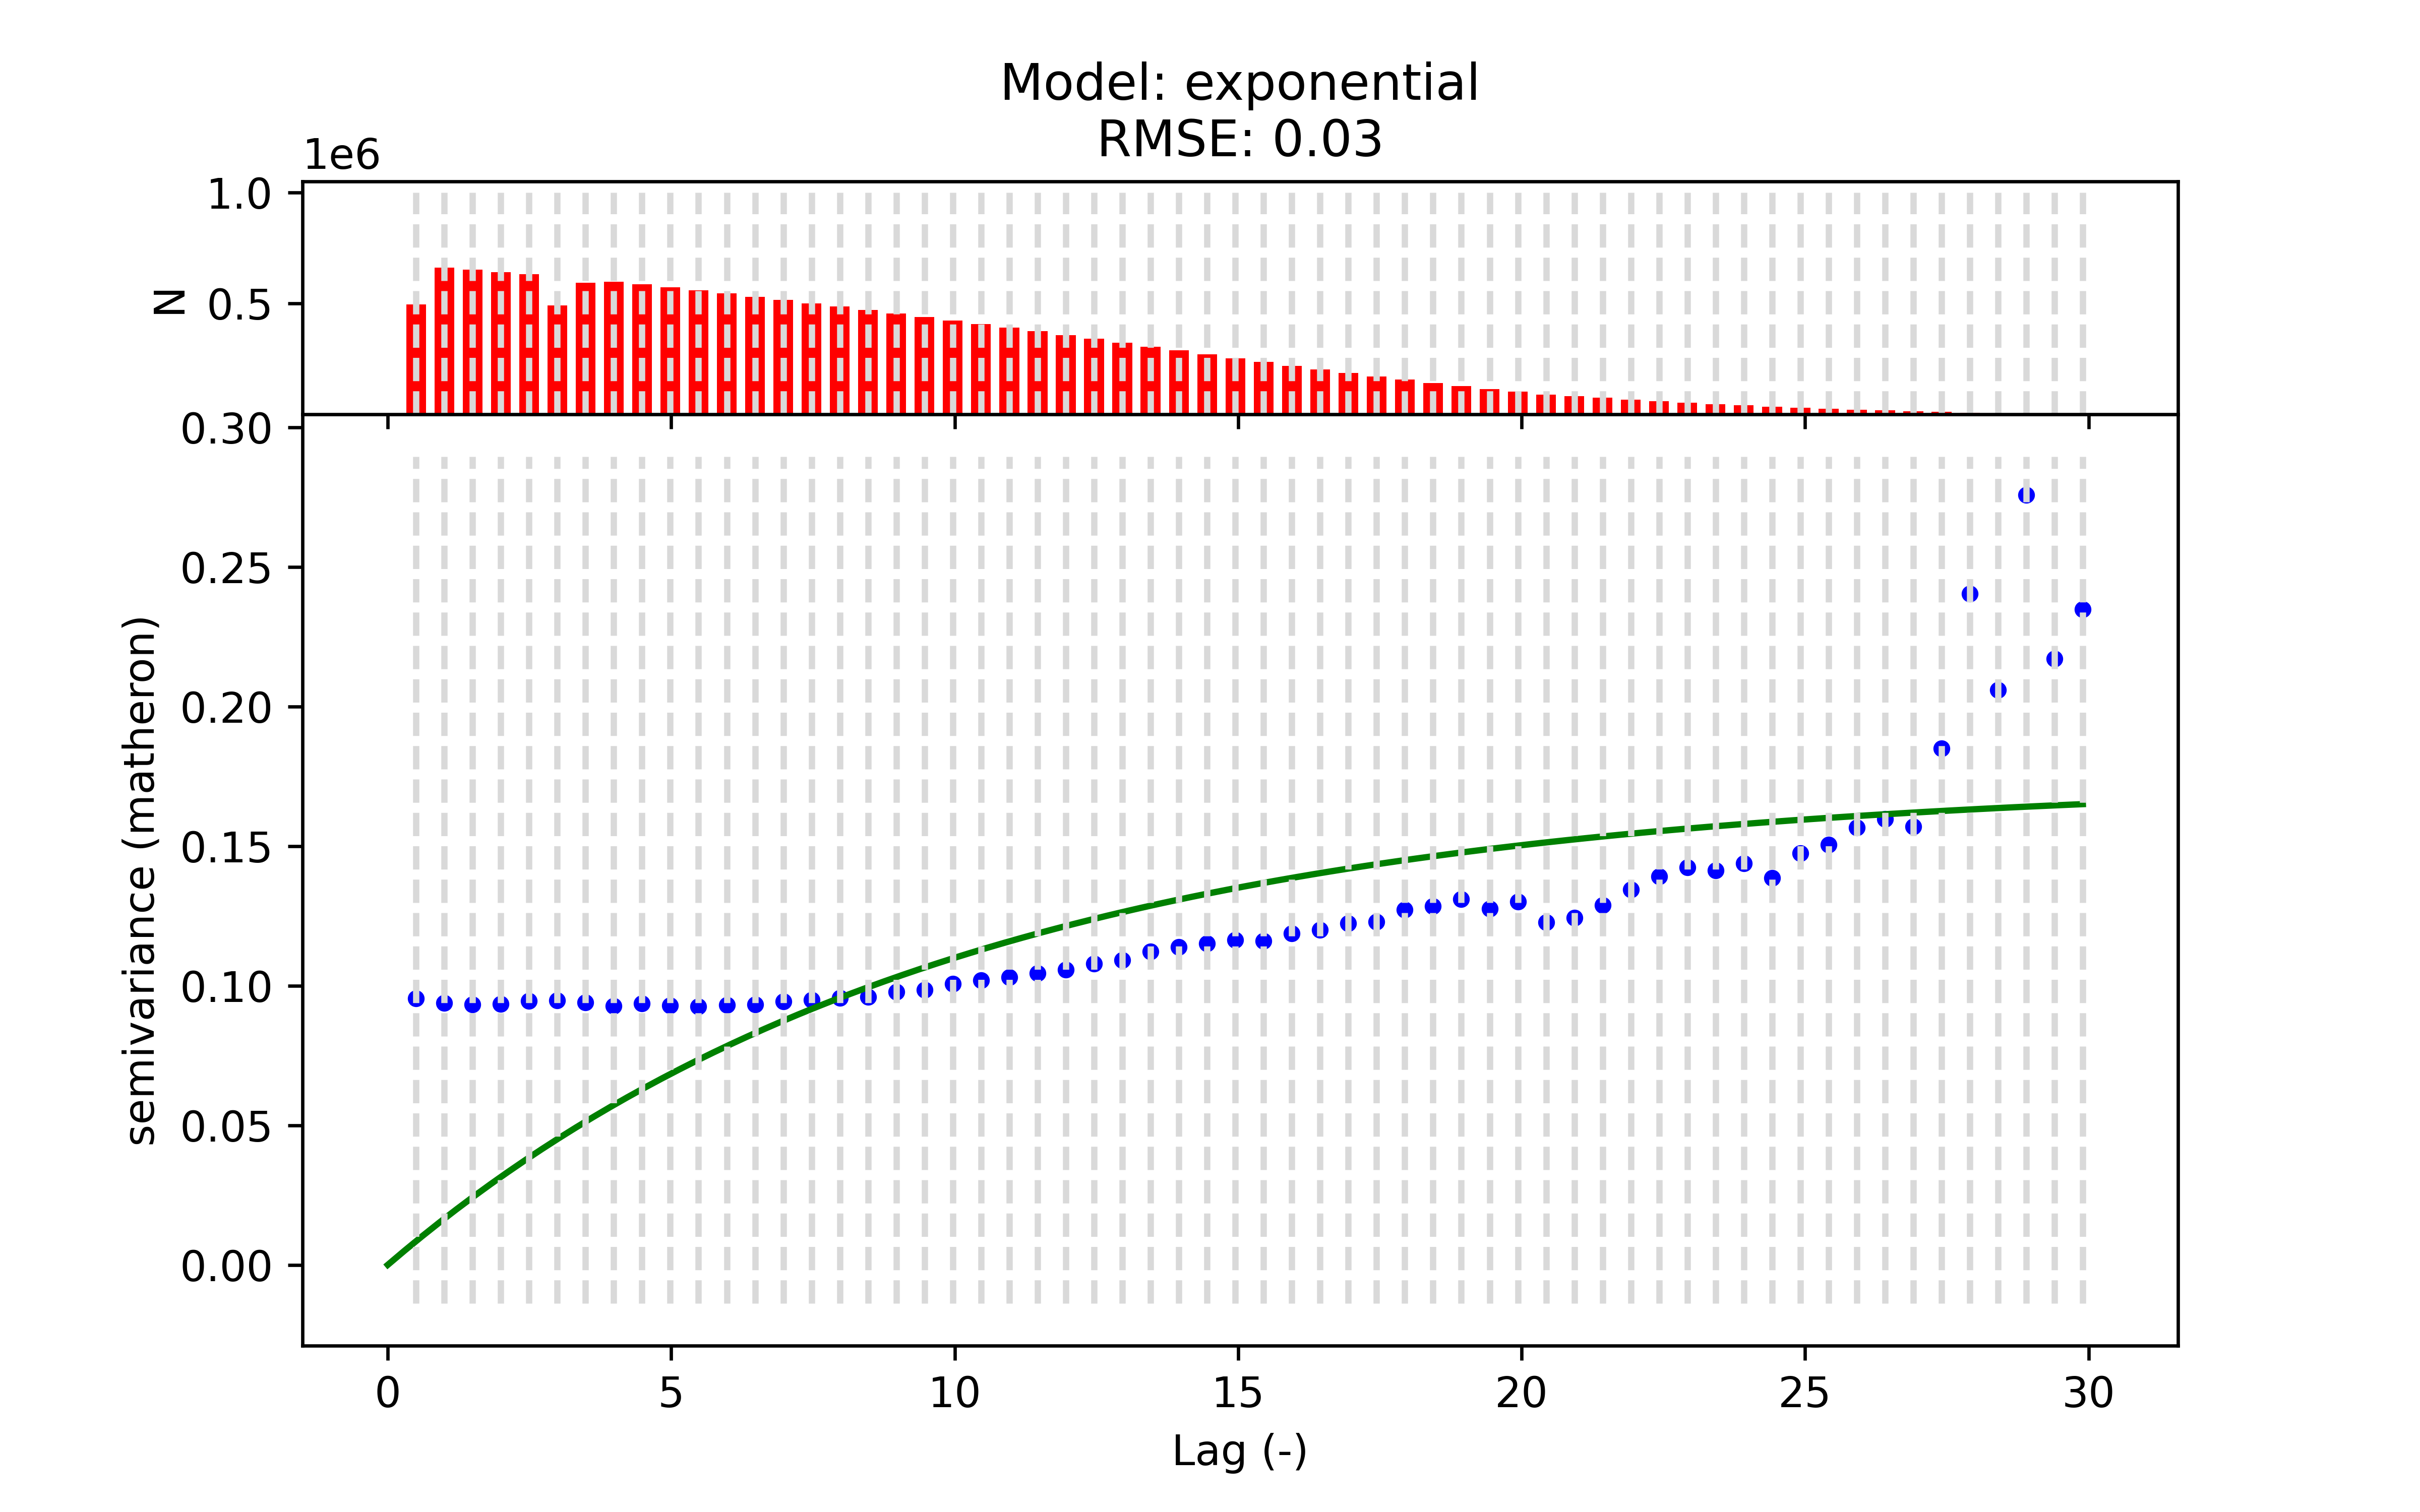 Model: exponential
RMSE: 0.03
1e6
1.0
0.5
N
0.30
0.25
0.20
0.15
0.10
0.05
0.00
semivariance (matheron)
0 5 10 15 20 25 30
Lag (-)